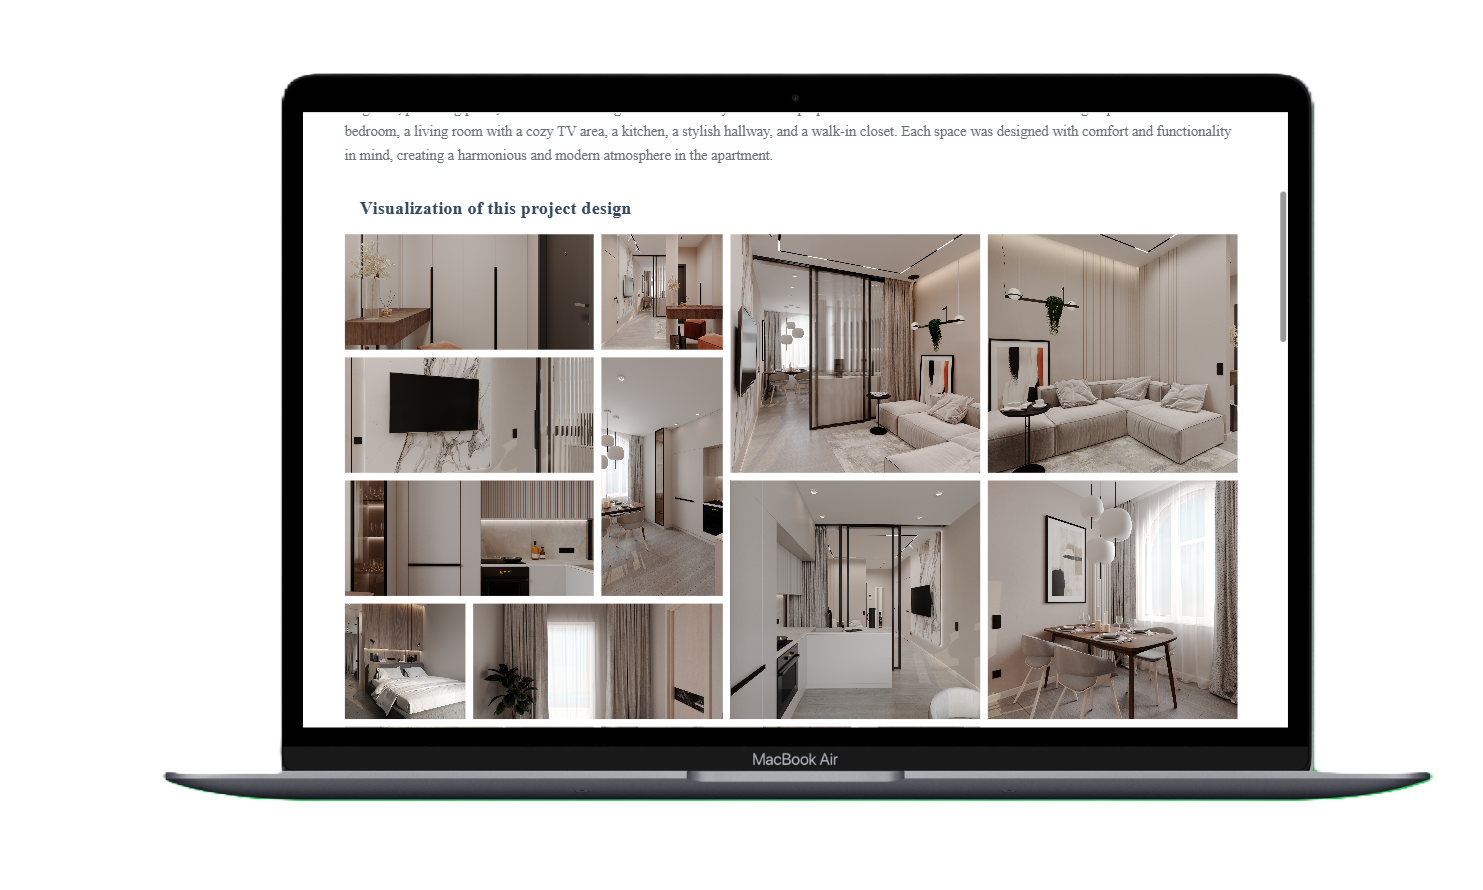 bedroom, a living room with a cozy TV area, a kitchen, a stylish hallway, and a walk-in closet. Each space was designed with comfort and functionality
in mind, creating a harmonious and modern atmosphere in the apartment.
Visualization of this project design
MacBook Air